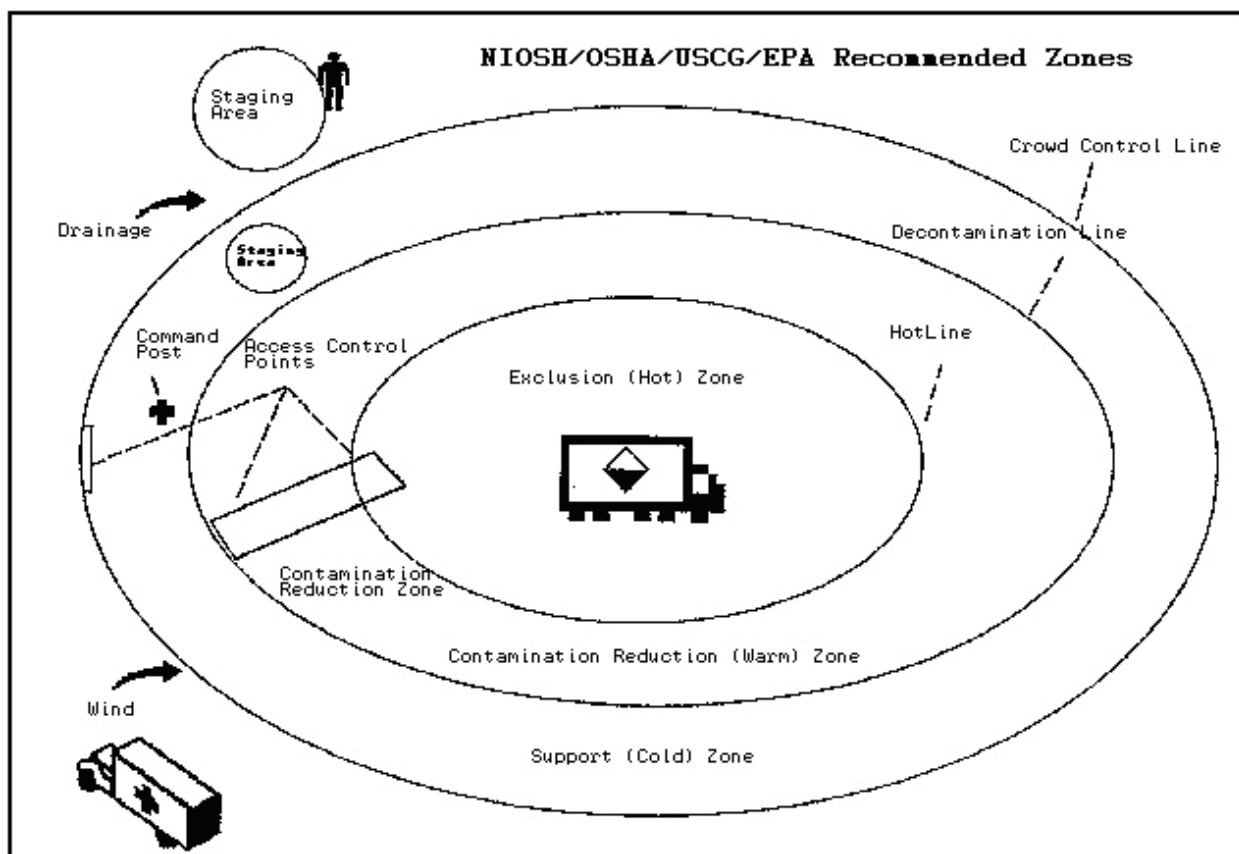 NIOSH/OSHA/USCG/EPA Recommended Zones
Staging
Area
Crowd Control Line
Drainage
Decontamination Line
Staging
Area
Command
Post
Access Control
Points
HotLine
Exclusion (Hot) Zone
Contamination
Reduction Zone
Contamination Reduction (Warm) Zone
Wind
Support (Cold) Zone